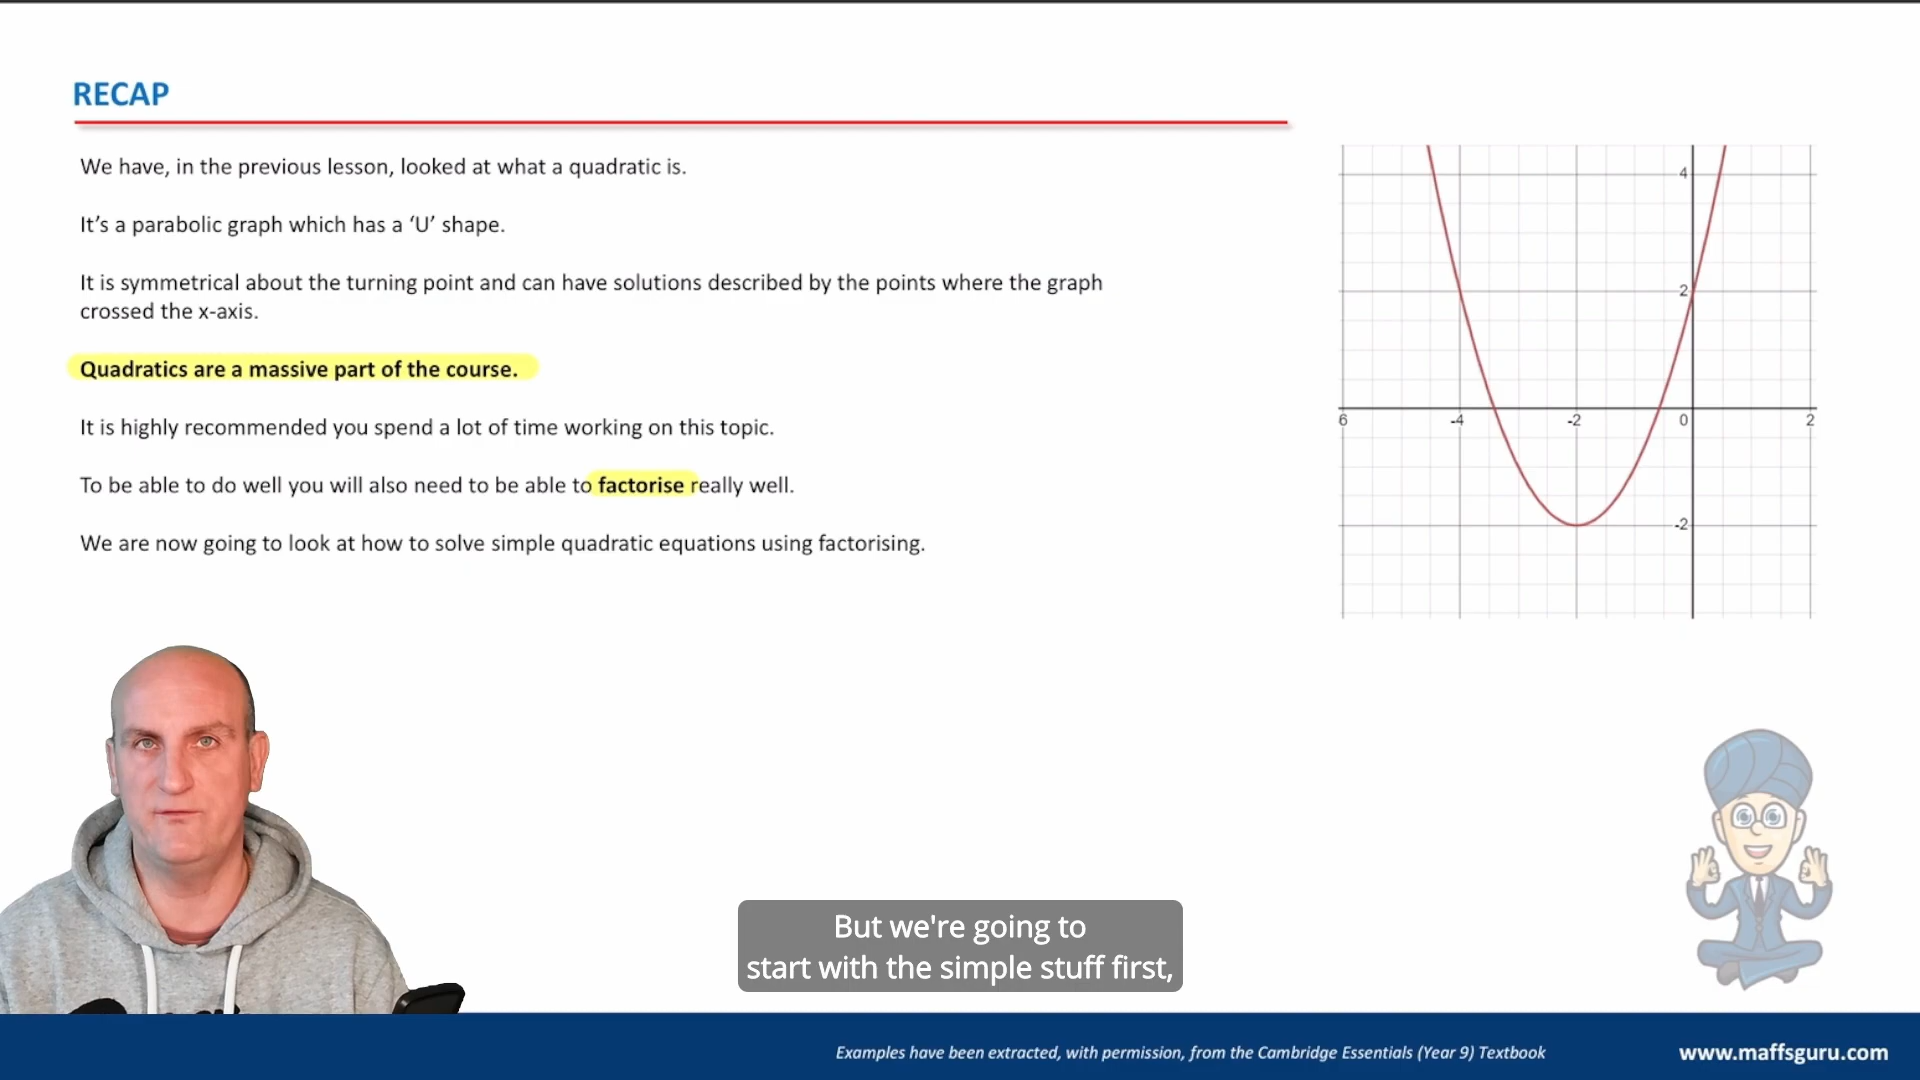 RECAP
We have, in the previous lesson, looked at what a quadratic is.
It’s a parabolic graph which has a ‘U’ shape.
It is symmetrical about the turning point and can have solutions described by the points where the graph
crossed the x-axis.
Quadratics are a massive part of the course.
It is highly recommended you spend a lot of time working on this topic.
To be able to do well you will also need to be able to factorise really well.
We are now going to look at how to solve simple quadratic equations using factorising.
4
2
6 -4 -2 0 2
-2
But we're going to
start with the simple stuff first,
Examples have been extracted, with permission, from the Cambridge Essentials (Year 9) Textbook
www.maffsguru.com